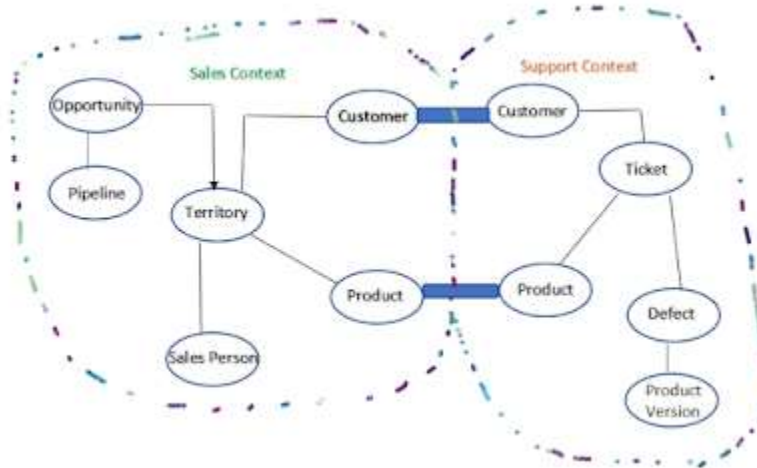 Sales Context
Support Context
Opportunity
Customer
Customer
Pipeline
Ticket
Territory
Product
Product
Defect
Sales Person
Product
Version